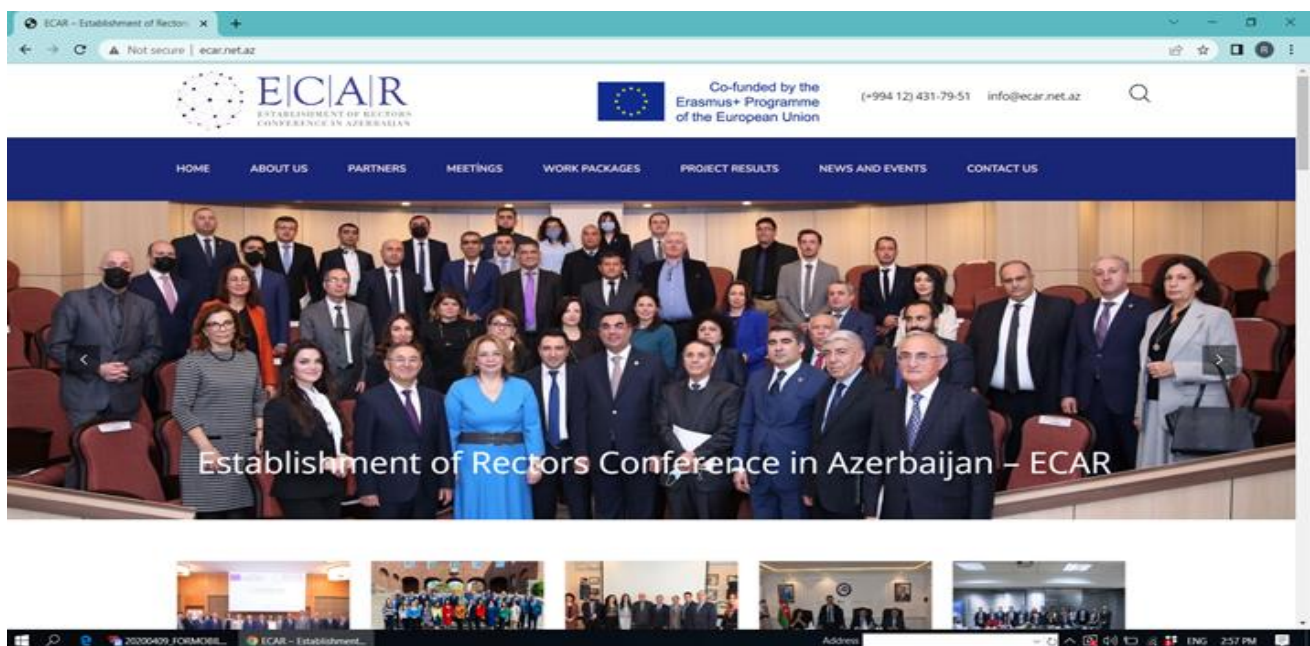 ECAR – Establishment of Rectors
Not secure | ecar.net.az
E|C|A|R
ESTABLISHMENT OF RECTORS
CONFERENCE IN AZERBAIJAN
Co-funded by the
Erasmus+ Programme
of the European Union
(+994 12) 431-79-51 info@ecar.net.az
HOME ABOUT US PARTNERS MEETİNGS WORK PACKAGES PROJECT RESULTS NEWS AND EVENTS CONTACT US
Establishment of Rectors Conference in Azerbaijan – ECAR
20200409_FORMOBIL... ECAR – Establishment... Address ENG 2:57 PM